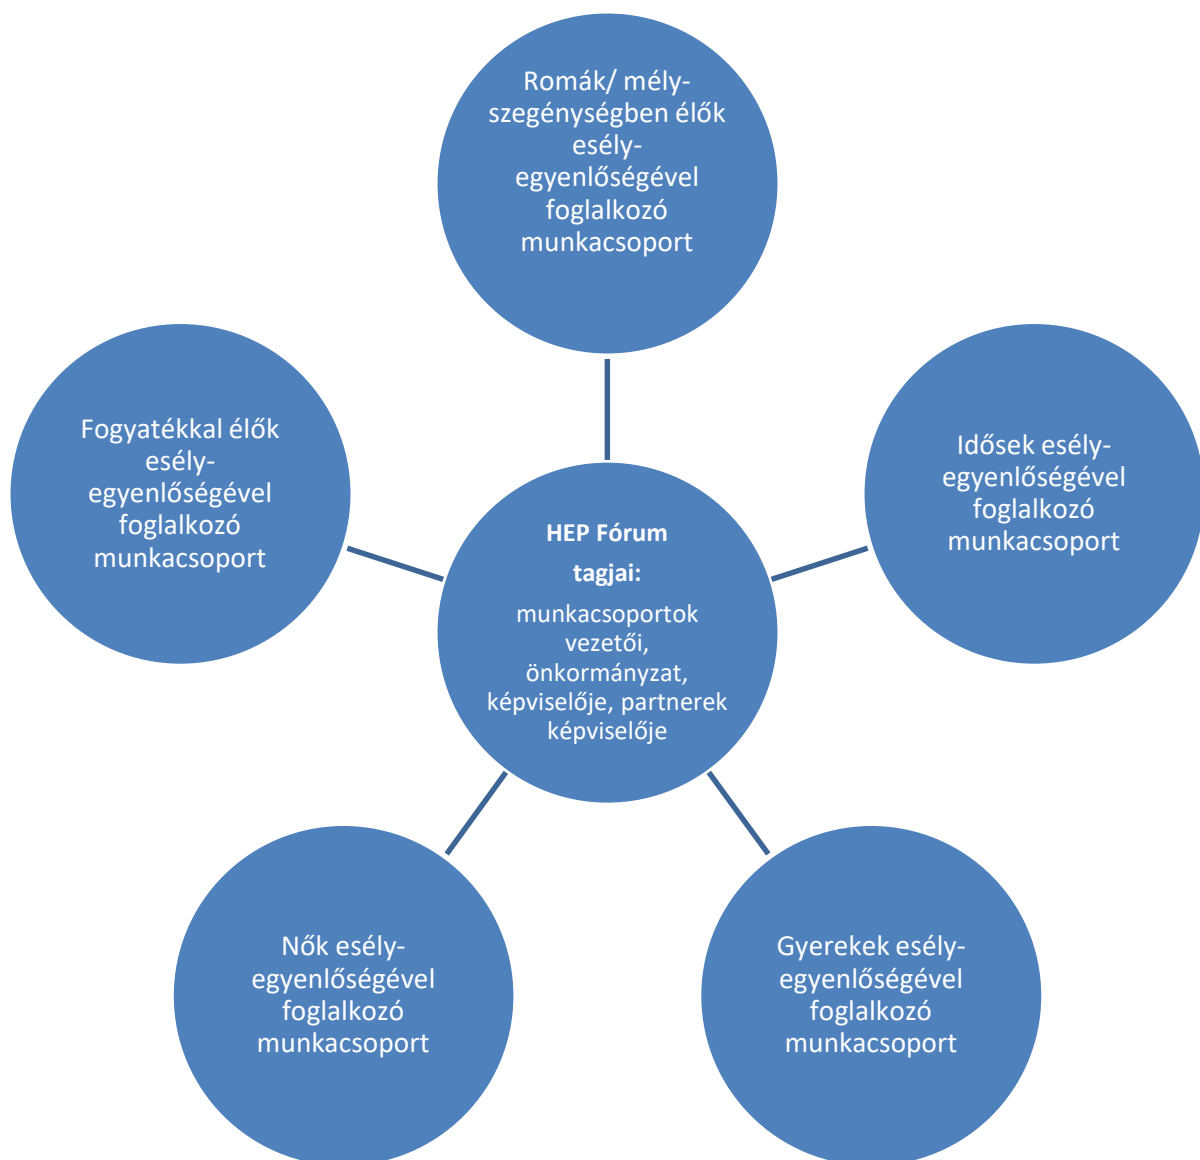 Romák/ mély-
szegénységben élők
esély-
egyenlőségével
foglalkozó
munkacsoport
Fogyatékkal élők
esély-
egyenlőségével
foglalkozó
munkacsoport
Idősek esély-
egyenlőségével
foglalkozó
munkacsoport
HEP Fórum
tagjai:
munkacsoportok
vezetői,
önkormányzat,
képviselője, partnerek
képviselője
Nők esély-
egyenlőségével
foglalkozó
munkacsoport
Gyerekek esély-
egyenlőségével
foglalkozó
munkacsoport